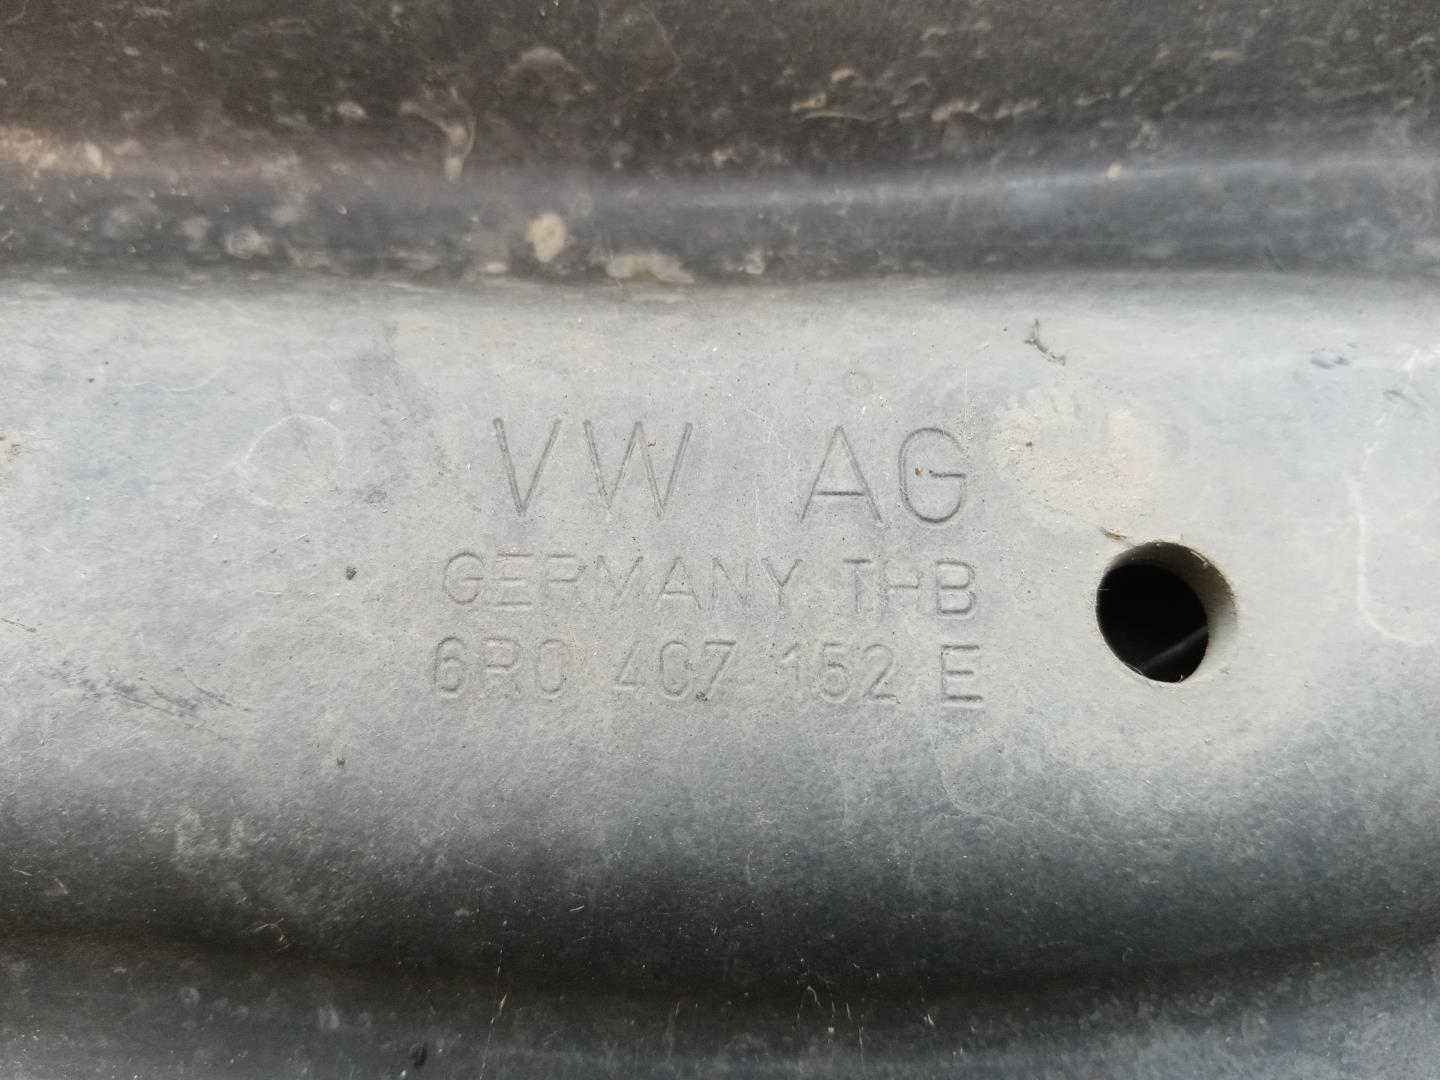 VW AG
GERMANY THB
6R0 407 152 E